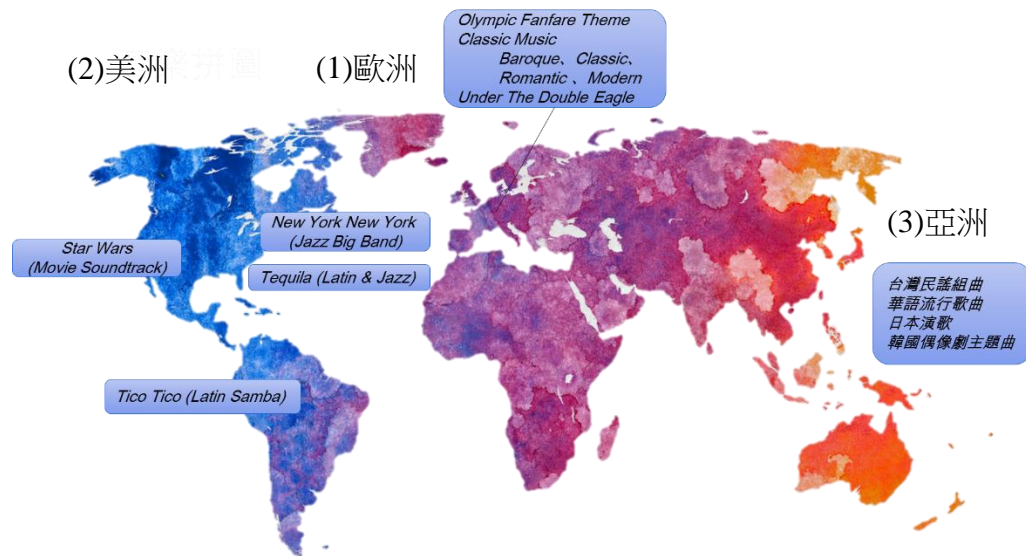 (2)美洲
(1)歐洲
Olympic Fanfare Theme
Classic Music
Baroque、Classic、
Romantic 、Modern
Under The Double Eagle
New York New York
(Jazz Big Band)
Star Wars
(Movie Soundtrack)
Tequila (Latin & Jazz)
Tico Tico (Latin Samba)
(3)亞洲
台灣民謠組曲
華語流行歌曲
日本演歌
韓國偶像劇主題曲